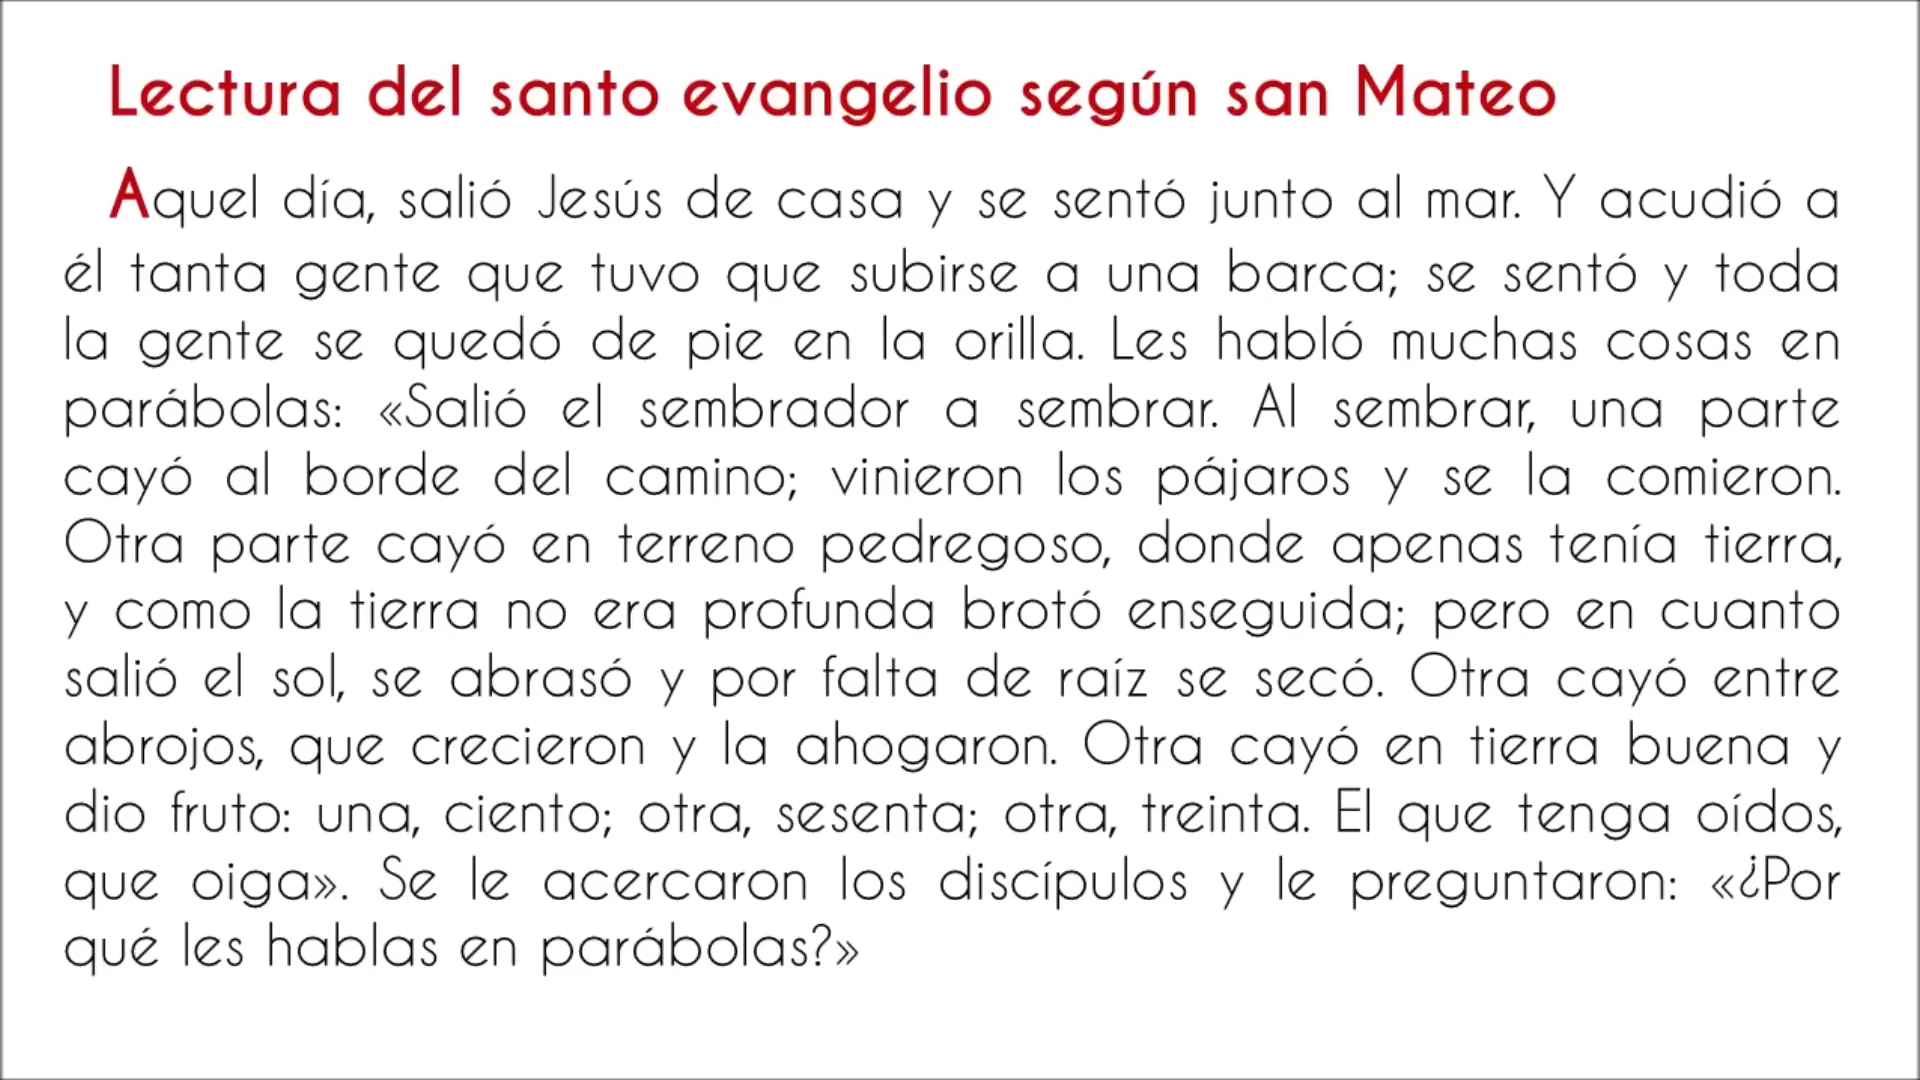 Lectura del santo evangelio según san Mateo
Aquel día, salió Jesús de casa y se sentó junto al mar. Y acudió a
él tanta gente que tuvo que subirse a una barca; se sentó y toda
la gente se quedó de pie en la orilla. Les habló muchas cosas en
parábolas: «Salió el sembrador a sembrar. Al sembrar, una parte
cayó al borde del camino; vinieron los pájaros y se la comieron.
Otra parte cayó en terreno pedregoso, donde apenas tenía tierra,
y como la tierra no era profunda brotó enseguida; pero en cuanto
salió el sol, se abrasó y por falta de raíz se secó. Otra cayó entre
abrojos, que crecieron y la ahogaron. Otra cayó en tierra buena y
dio fruto: una, ciento; otra, sesenta; otra, treinta. El que tenga oídos,
que oiga». Se le acercaron los discípulos y le preguntaron: «¿Por
qué les hablas en parábolas?»